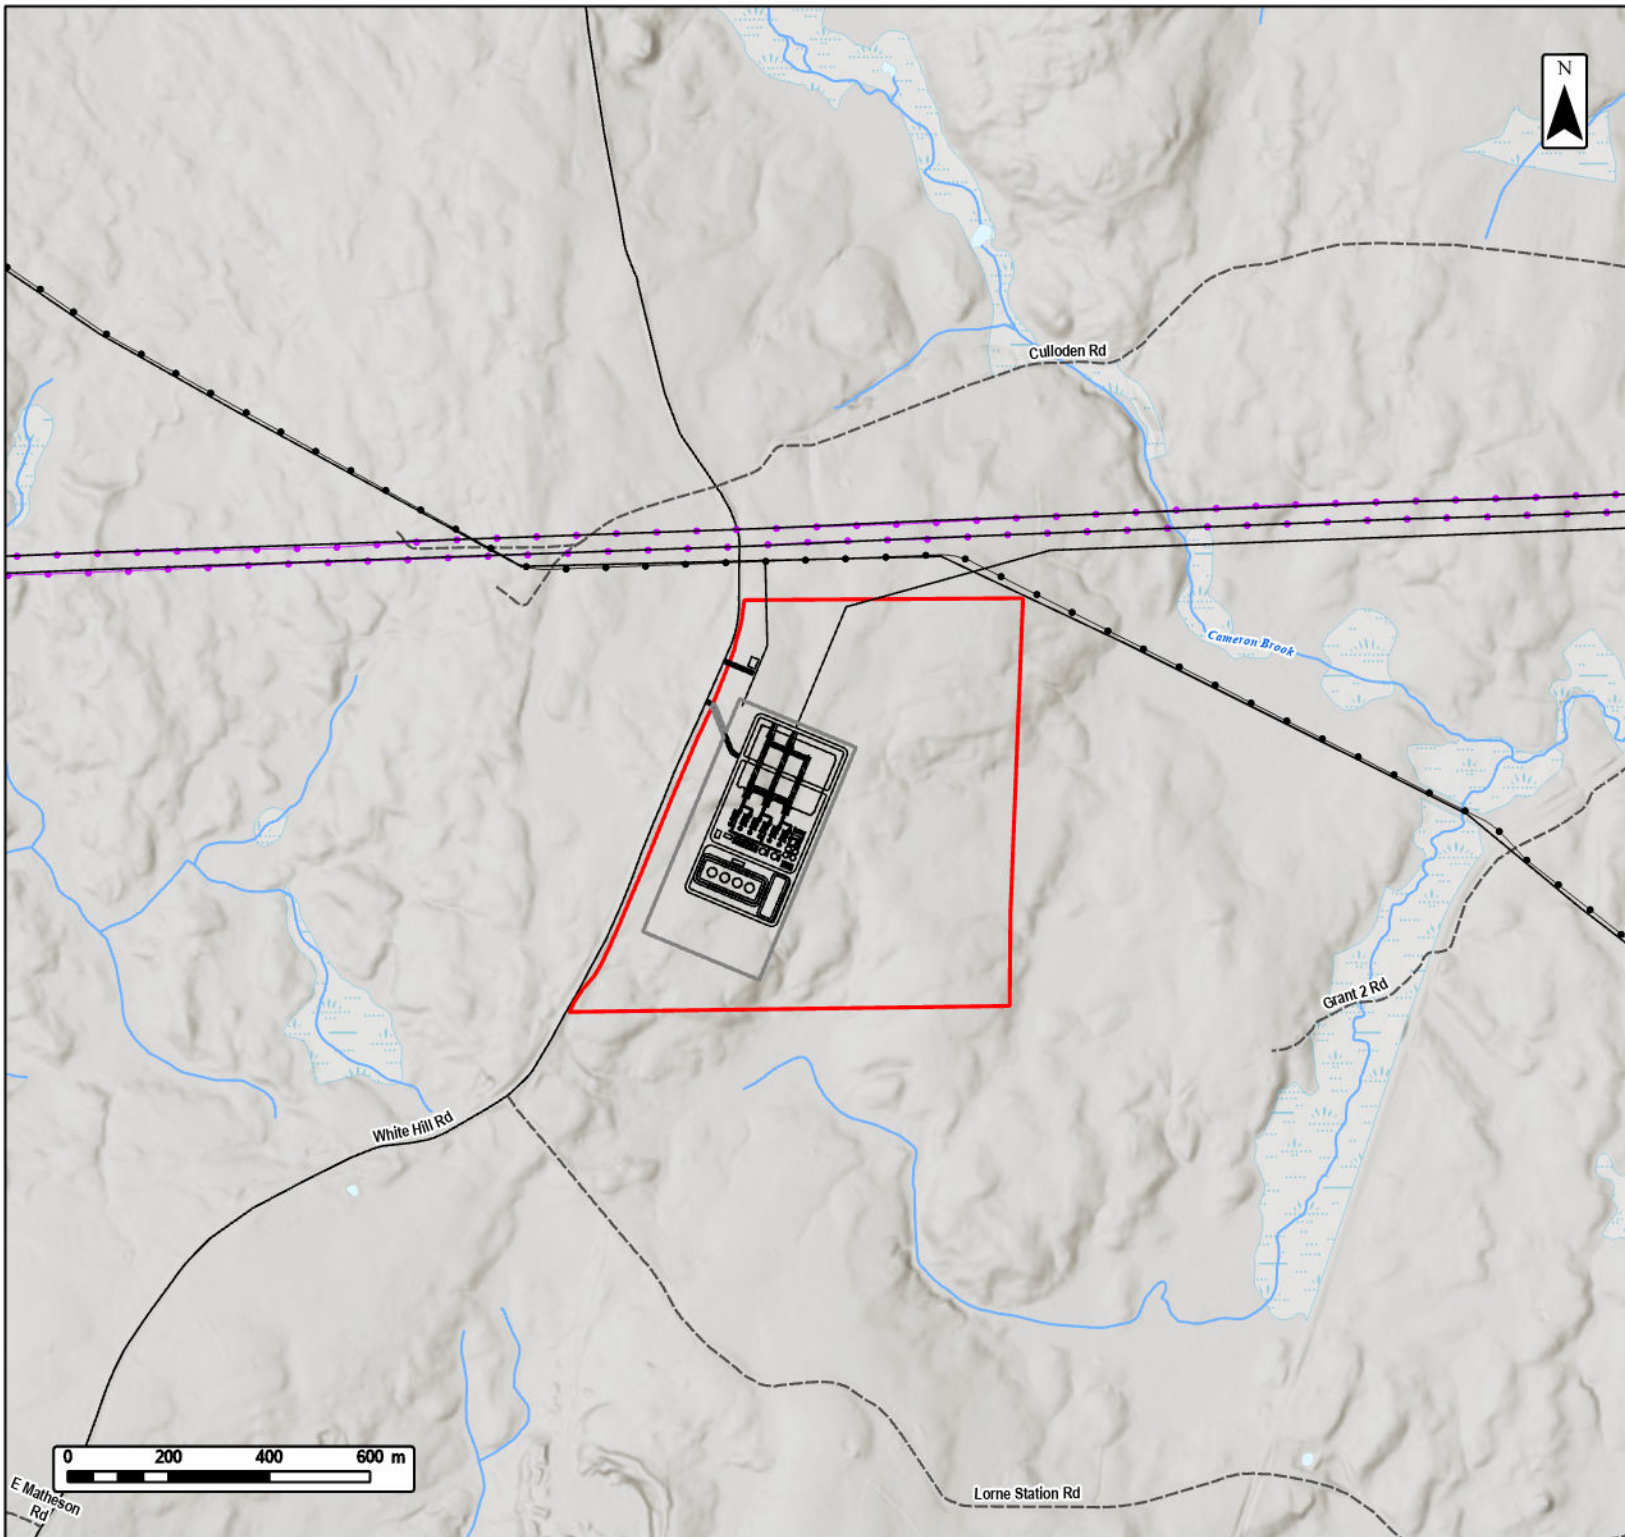 N
Culloden Rd
Cameron Brook
Grant 2 Rd
White Hill Rd
0 200 400 600 m
E Matheson
Rd
Lorne Station Rd